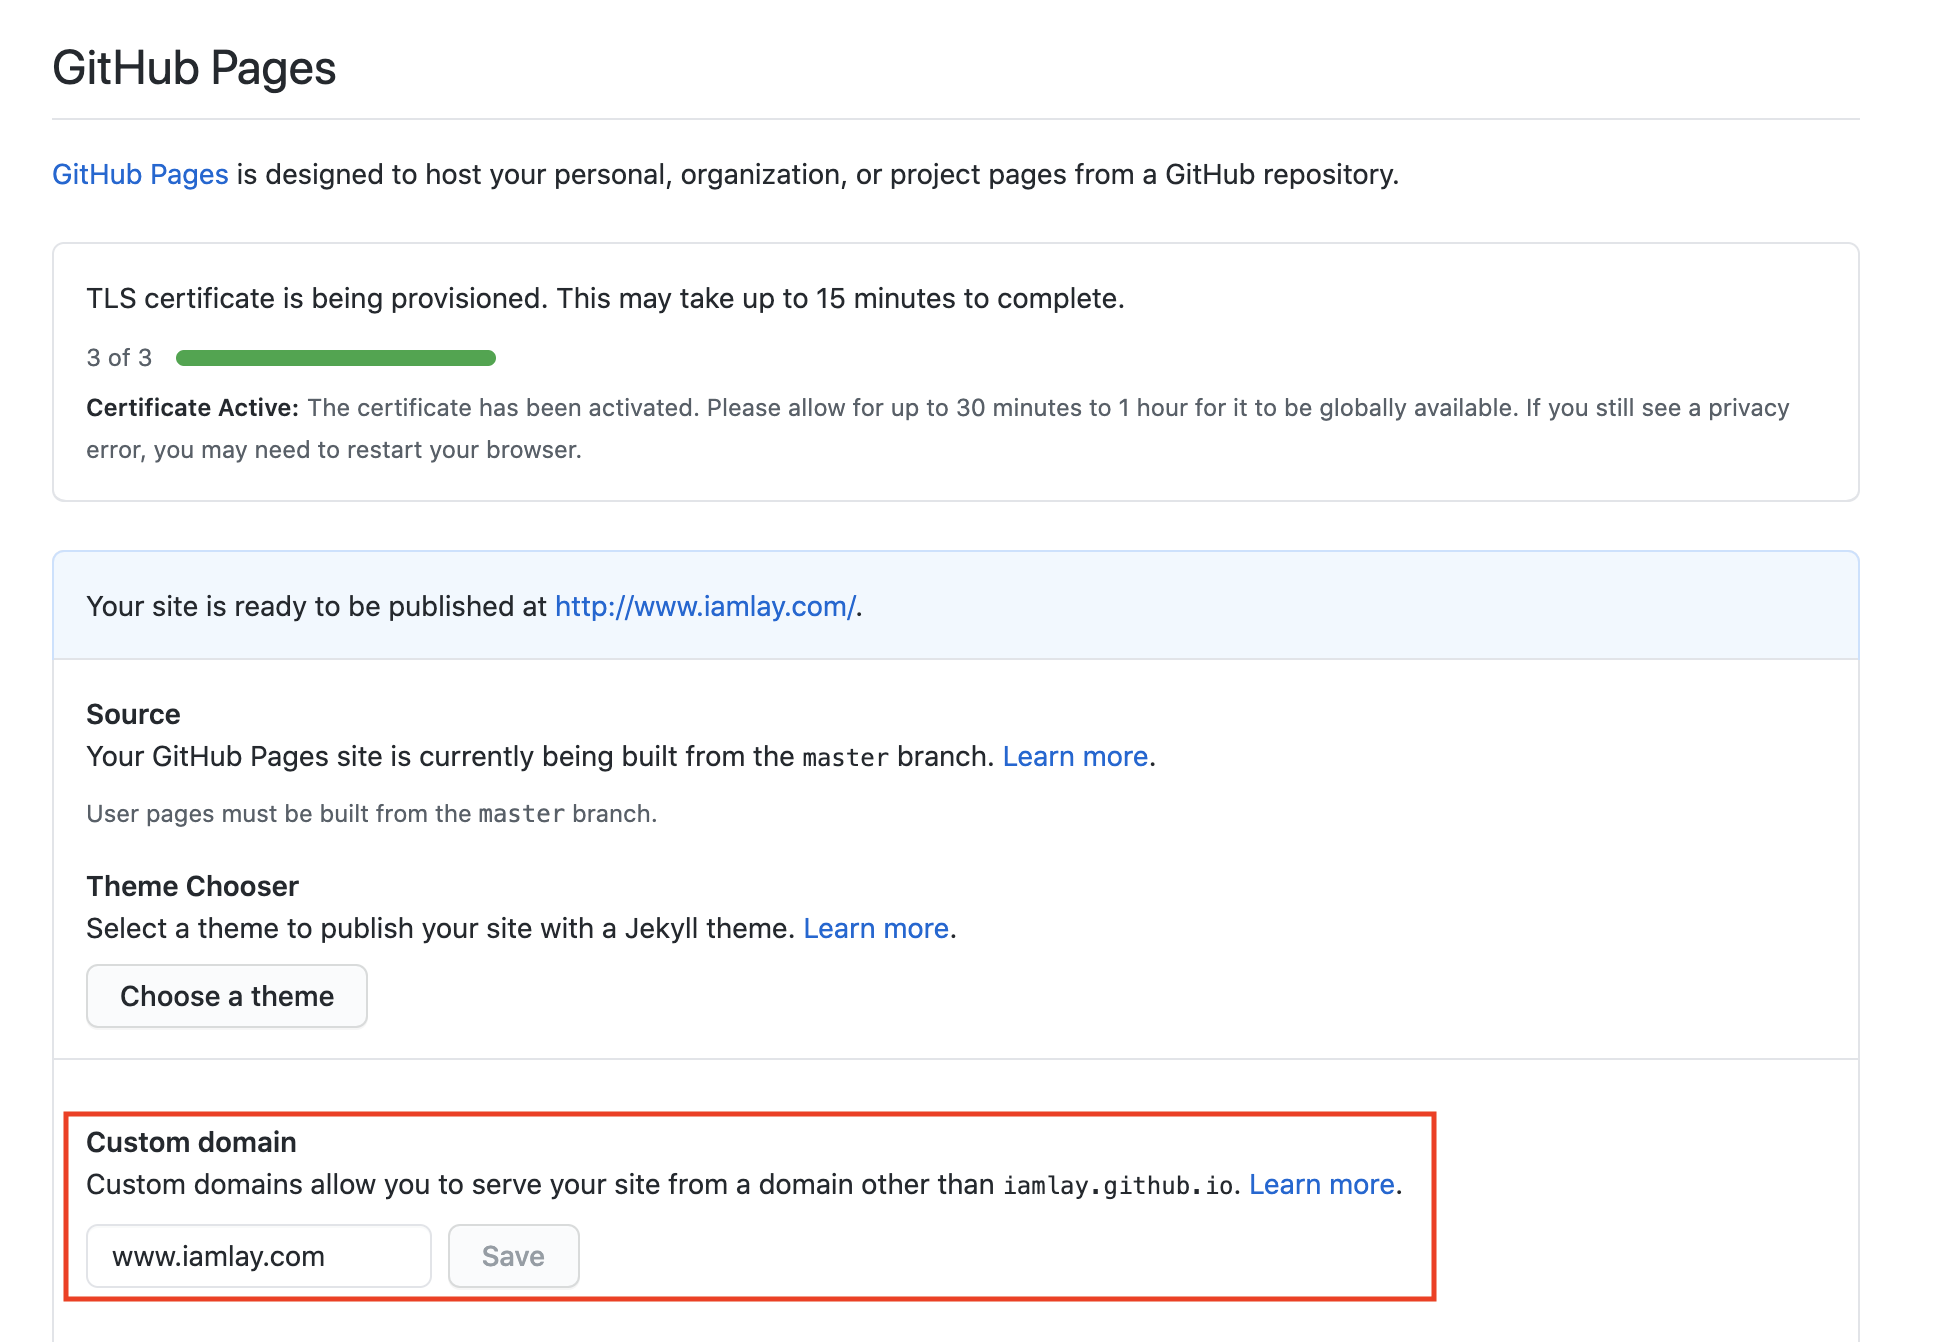 GitHub Pages
GitHub Pages is designed to host your personal, organization, or project pages from a GitHub repository.
TLS certificate is being provisioned. This may take up to 15 minutes to complete.
3 of 3
Certificate Active: The certificate has been activated. Please allow for up to 30 minutes to 1 hour for it to be globally available. If you still see a privacy
error, you may need to restart your browser.
Your site is ready to be published at http://www.iamlay.com/.
Source
Your GitHub Pages site is currently being built from the master branch. Learn more.
User pages must be built from the master branch.
Theme Chooser
Select a theme to publish your site with a Jekyll theme. Learn more.
Choose a theme
Custom domain
Custom domains allow you to serve your site from a domain other than iamlay.github.io. Learn more.
www.iamlay.com Save